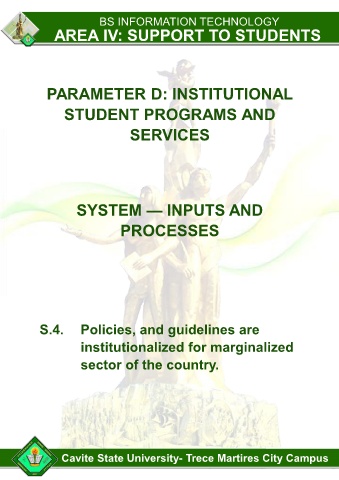 BS INFORMATION TECHNOLOGY
AREA IV: SUPPORT TO STUDENTS
PARAMETER D: INSTITUTIONAL
STUDENT PROGRAMS AND
SERVICES
SYSTEM — INPUTS AND
PROCESSES
S.4. Policies, and guidelines are
institutionalized for marginalized
sector of the country.
Cavite State University- Trece Martires City Campus